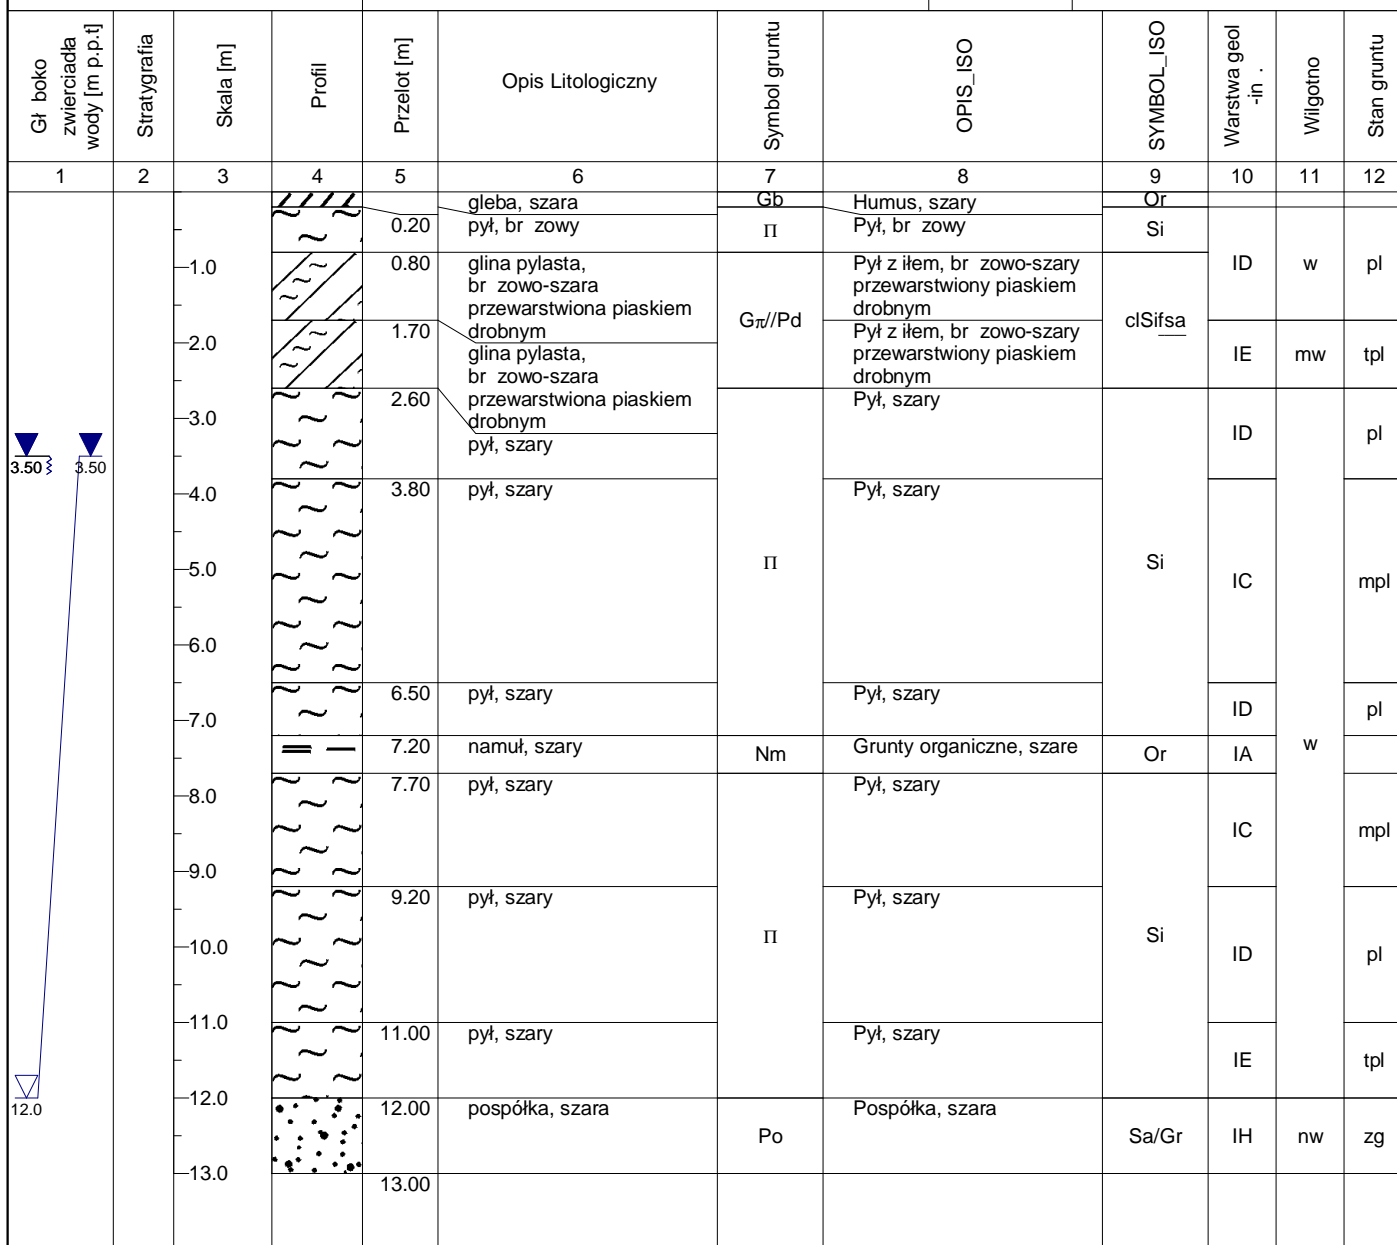 Gł boko
zwierciadła
wody [m p.p.t]
Stratygrafia
Skala [m]
Profil
Przelot [m]
Opis Litologiczny
Symbol gruntu
OPIS_ISO
SYMBOL_ISO
Warstwa geol
-in .
Wilgotno
Stan gruntu
1 2 3 4 5 6 7 8 9 10 11 12
gleba, szara Gb Humus, szary Or
0.20 pył, br zowy Π Pył, br zowy Si
-1.0 0.80 glina pylasta, Pył z iłem, br zowo-szary ID w pl
br zowo-szara przewarstwiony piaskiem
przewarstwiona piaskiem drobnym
drobnym Gπ//Pd clSifsa
-2.0 1.70 glina pylasta, Pył z iłem, br zowo-szary IE mw tpl
br zowo-szara przewarstwiony piaskiem
przewarstwiona piaskiem drobnym
drobnym
-3.0 2.60 pył, szary Pył, szary ID pl
3.50 3.50
-4.0 3.80 pył, szary Pył, szary
-5.0 Π Si IC mpl
-6.0
6.50 pył, szary Pył, szary
-7.0 ID pl
7.20 namuł, szary Nm Grunty organiczne, szare Or IA w
7.70 pył, szary Pył, szary
-8.0 IC mpl
-9.0
9.20 pył, szary Pył, szary
-10.0 Π Si ID pl
-11.0 11.00 pył, szary Pył, szary IE tpl
12.0 -12.0 12.00 pospółka, szara Pospółka, szara
Po Sa/Gr IH nw zg
-13.0 13.00